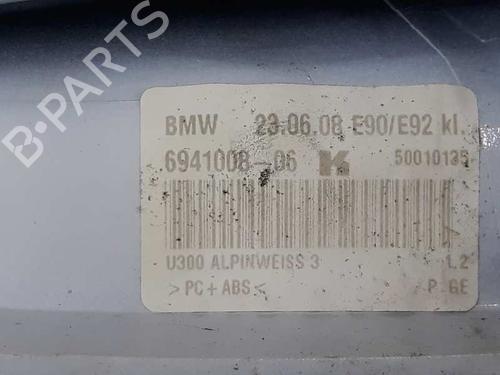 B-PARTS
BMW 23.06.08 E90/E92 kl.
6941008-06 K 50010135
U300 ALPINWEISS 3 L2
>PC+ABS< P.GE